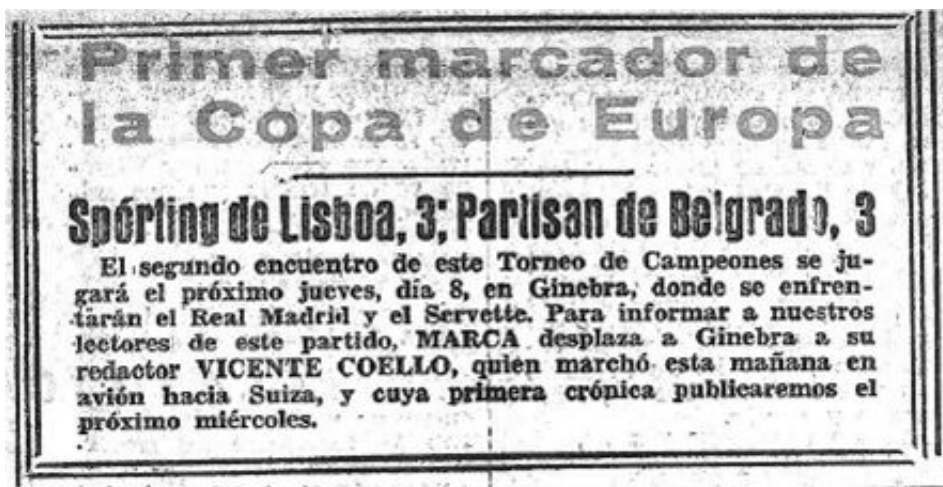 Primer marcador de
la Copa de Europa
Spórting de Lisboa, 3; Partisan de Belgrado, 3
El segundo encuentro de este Torneo de Campeones se ju-
gará el próximo jueves, día 8, en Ginebra, donde se enfren-
tarán el Real Madrid y el Servette. Para informar a nuestros
lectores de este partido, MARCA desplaza a Ginebra a su
redactor VICENTE COELLO, quien marchó esta mañana en
avión hacia Suiza, y cuya primera crónica publicaremos el
próximo miércoles.